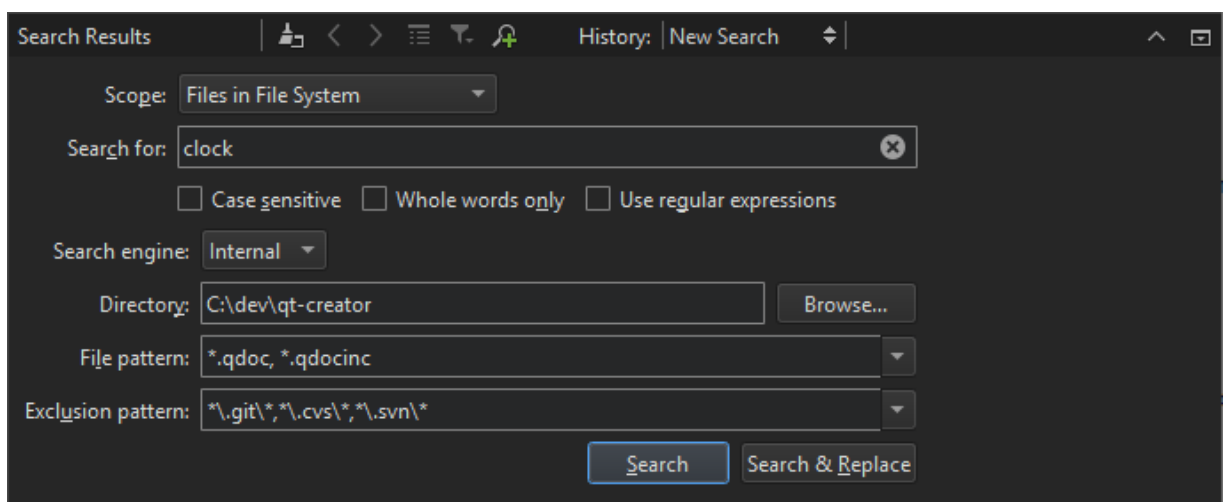 Search Results History: New Search
Scope: Files in File System
Search for: clock
Case sensitive Whole words only Use regular expressions
Search engine: Internal
Directory: C:\dev\qt-creator Browse...
File pattern: *.qdoc, *.qdocinc
Exclusion pattern: *\.git\*,*\.cvs\*,*\.svn\*
Search Search & Replace